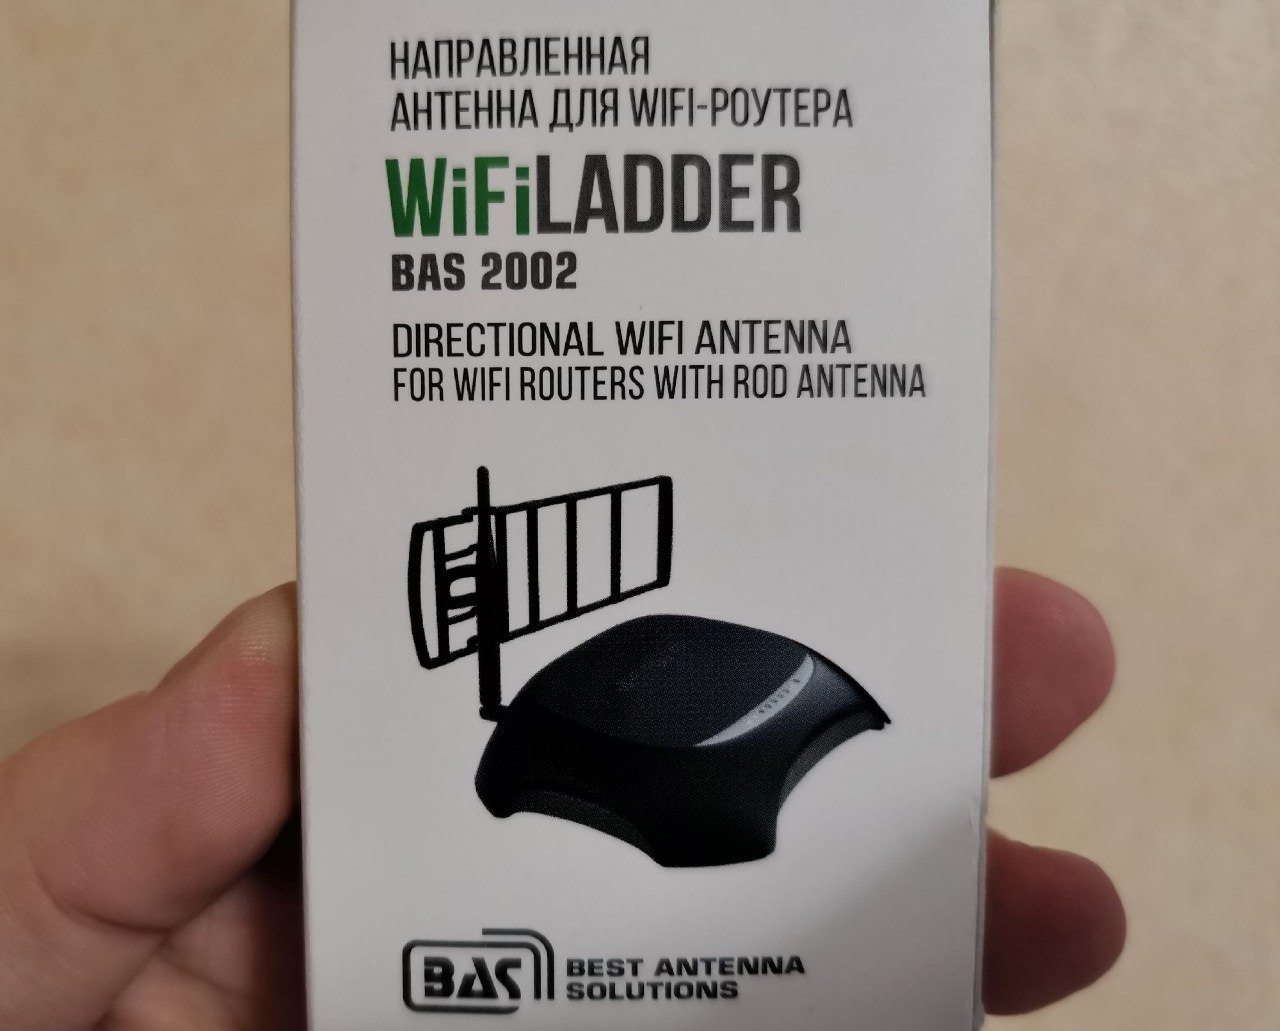 НАПРАВЛЕННАЯ
АНТЕННА ДЛЯ WIFI-РОУТЕРА
WiFiLADDER
BAS 2002
DIRECTIONAL WIFI ANTENNA
FOR WIFI ROUTERS WITH ROD ANTENNA
BAS BEST ANTENNA
SOLUTIONS